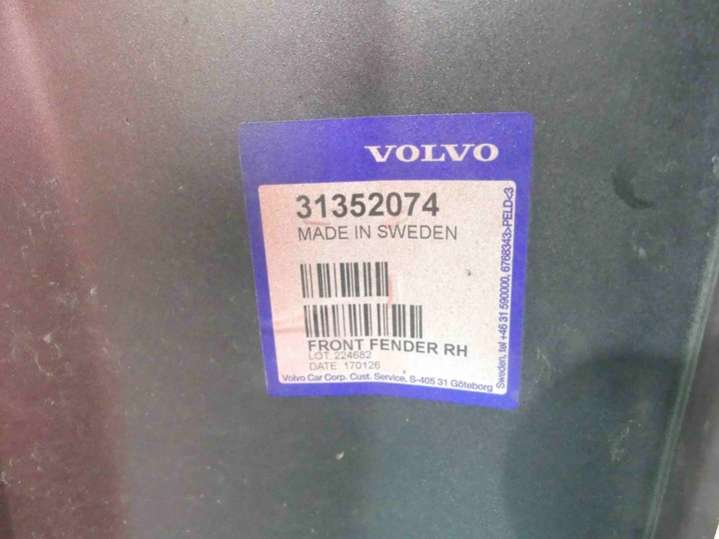 VOLVO
31352074
MADE IN SWEDEN
FRONT FENDER RH
LOT: 224682
DATE: 170126
Volvo Car Corp. Cust. Service, S-405 31 Göteborg
Sweden, tel +46 31 590000, 6768343>PELD<3